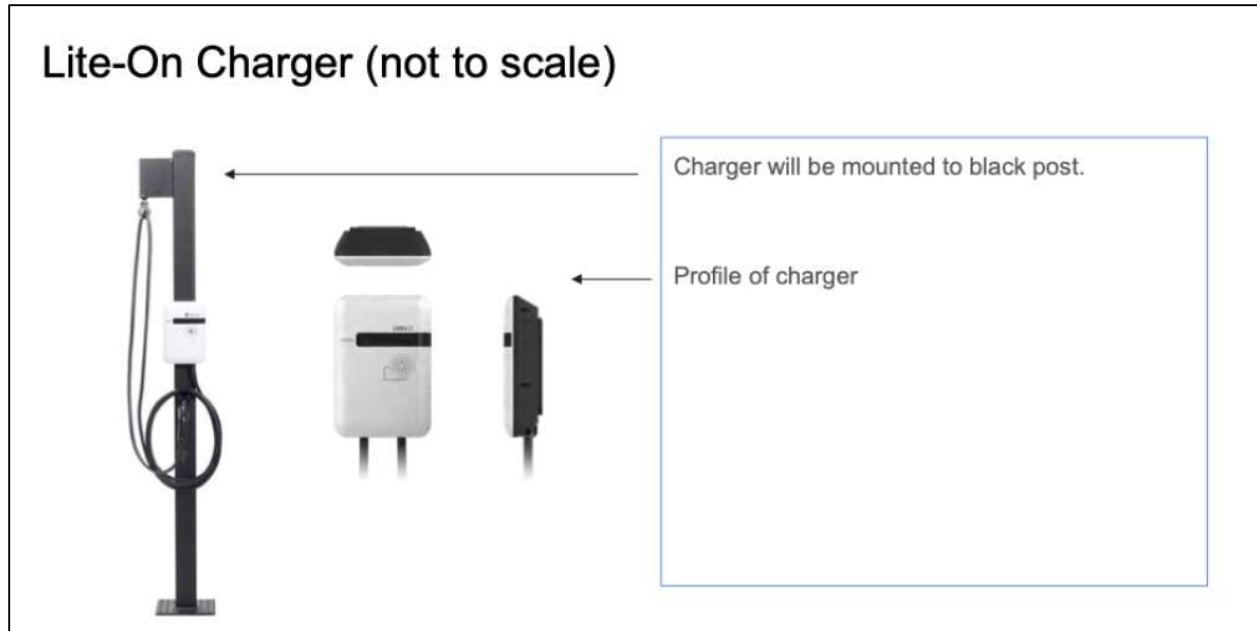 Lite-On Charger (not to scale)
Charger will be mounted to black post.
Profile of charger